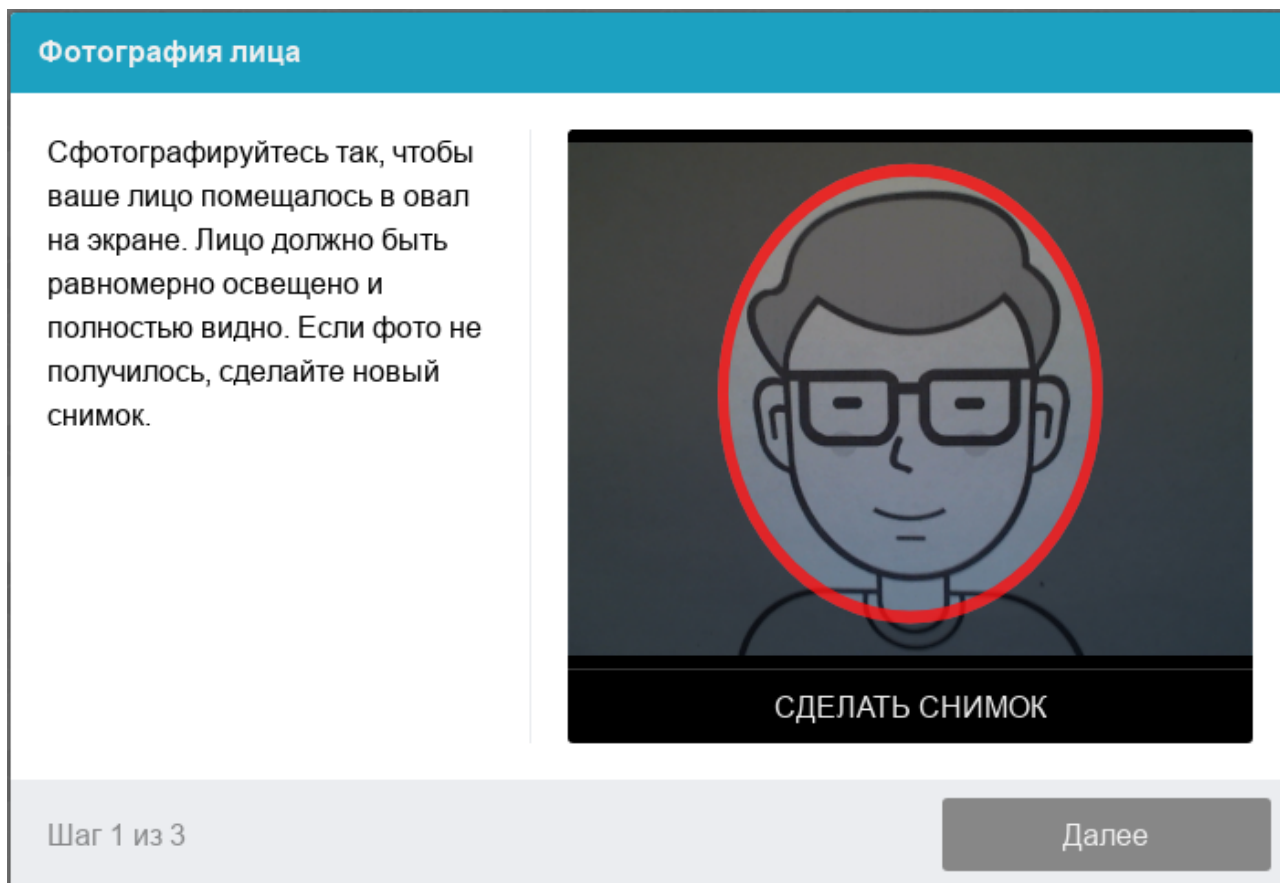 Фотография лица
Сфотографируйтесь так, чтобы
ваше лицо помещалось в овал
на экране. Лицо должно быть
равномерно освещено и
полностью видно. Если фото не
получилось, сделайте новый
снимок.
СДЕЛАТЬ СНИМОК
Шаг 1 из 3
Далее